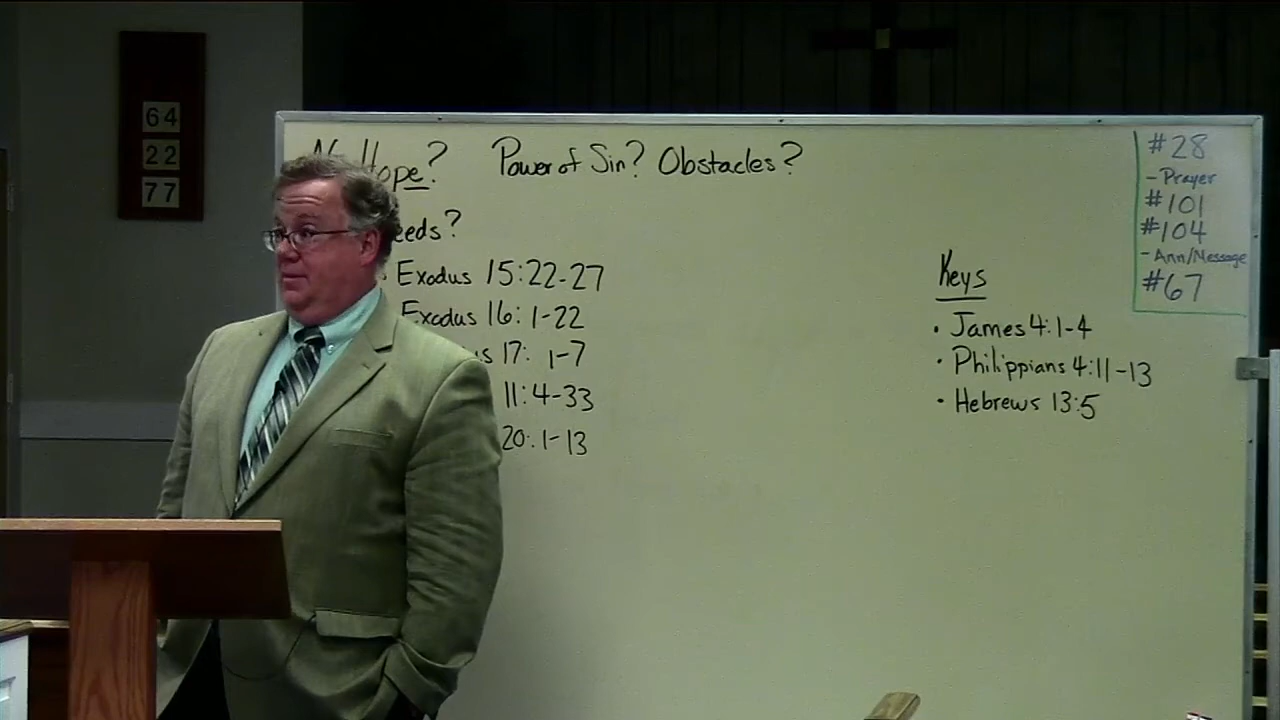 64
22
77
No Hope? Power of Sin? Obstacles?
eeds?
· Exodus 15:22-27
Exodus 16:1-22
us 17: 1-7
11:4-33
20:1-13
Keys
· James 4:1-4
· Philippians 4:11-13
· Hebrews 13:5
#28
- Prayer
#101
#104
- Ann/Message
#67